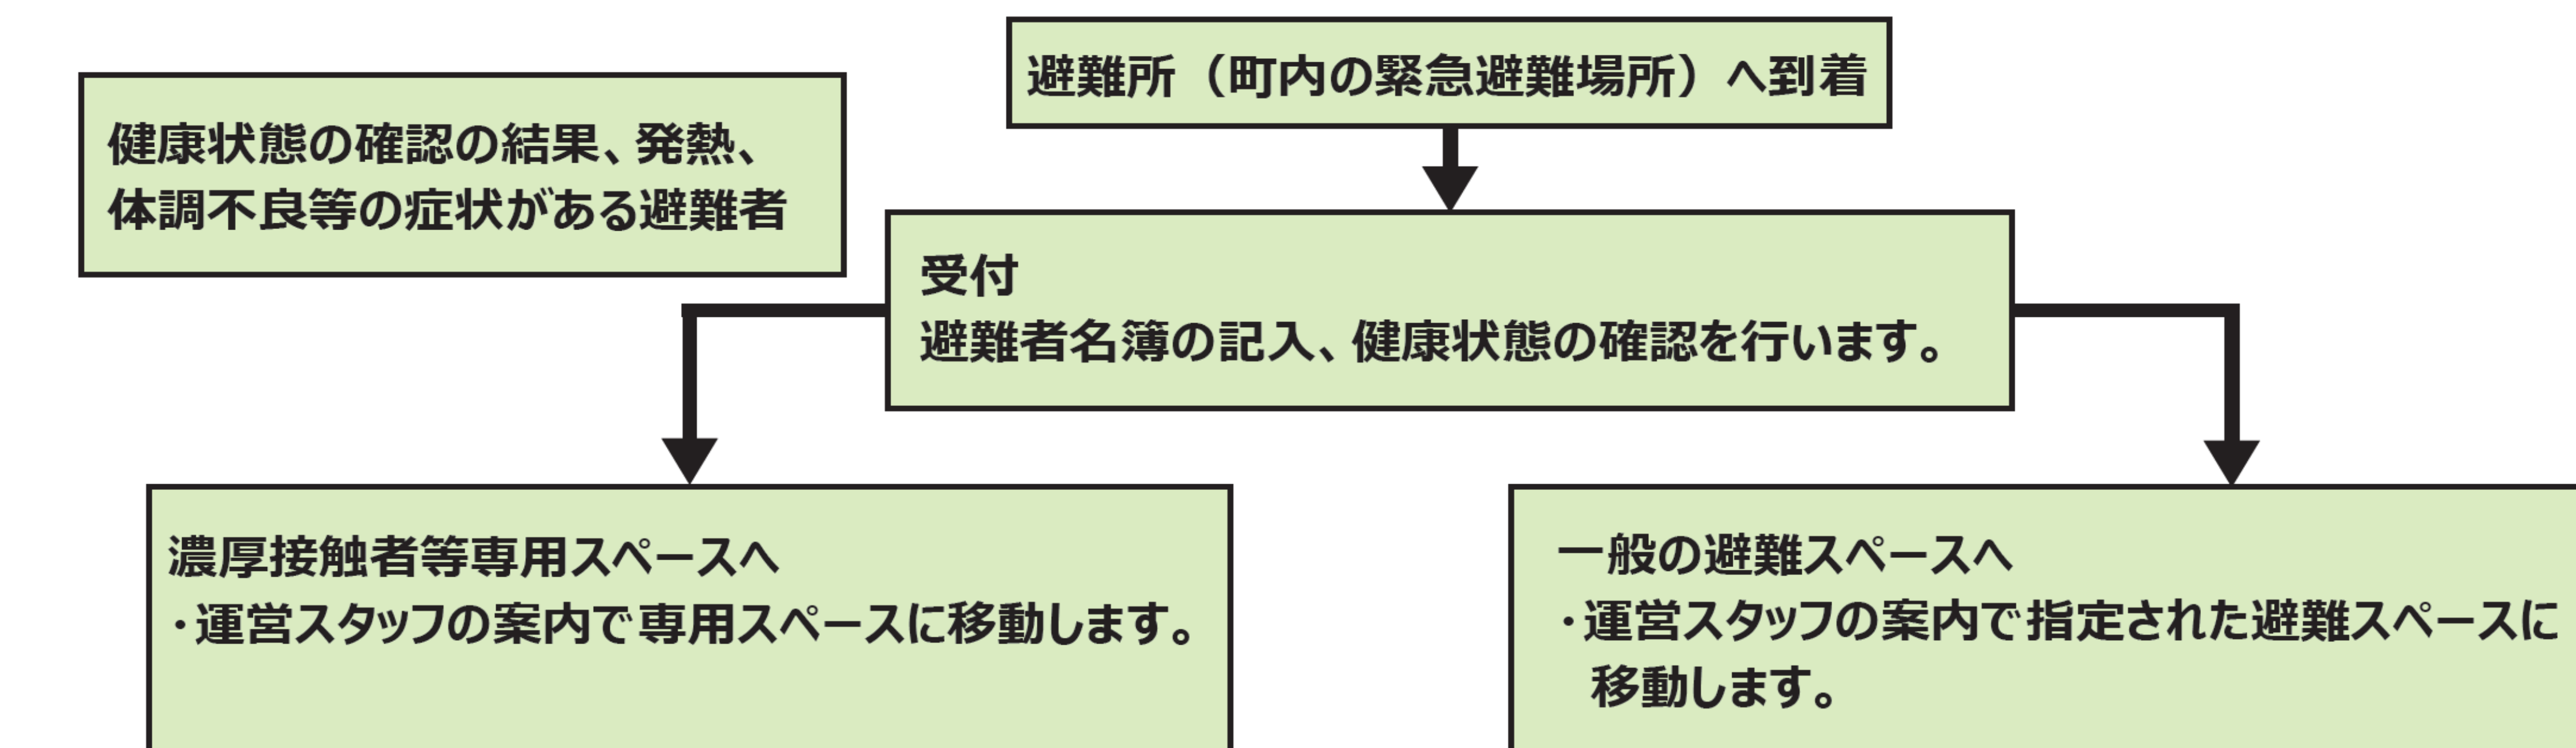 避難所（町内の緊急避難場所）へ到着
健康状態の確認の結果、発熱、
体調不良等の症状がある避難者
受付
避難者名簿の記入、健康状態の確認を行います。
濃厚接触者等専用スペースへ
・運営スタッフの案内で専用スペースに移動します。
一般の避難スペースへ
・運営スタッフの案内で指定された避難スペースに
移動します。